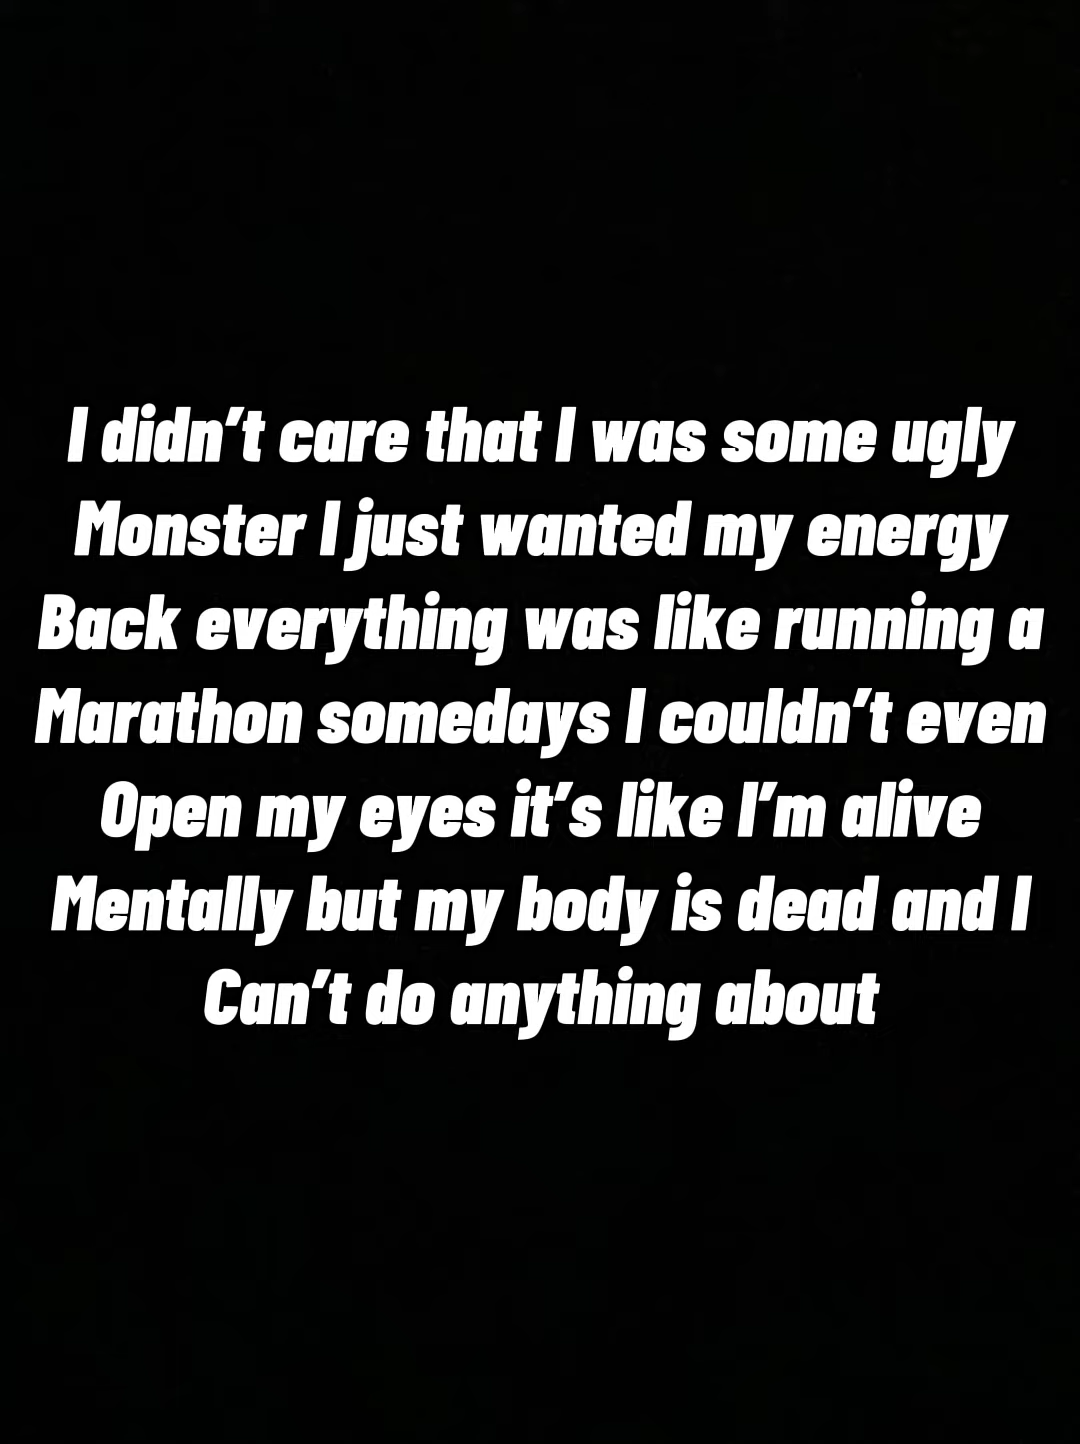 I didn’t care that I was some ugly
Monster I just wanted my energy
Back everything was like running a
Marathon somedays I couldn’t even
Open my eyes it’s like I’m alive
Mentally but my body is dead and I
Can’t do anything about